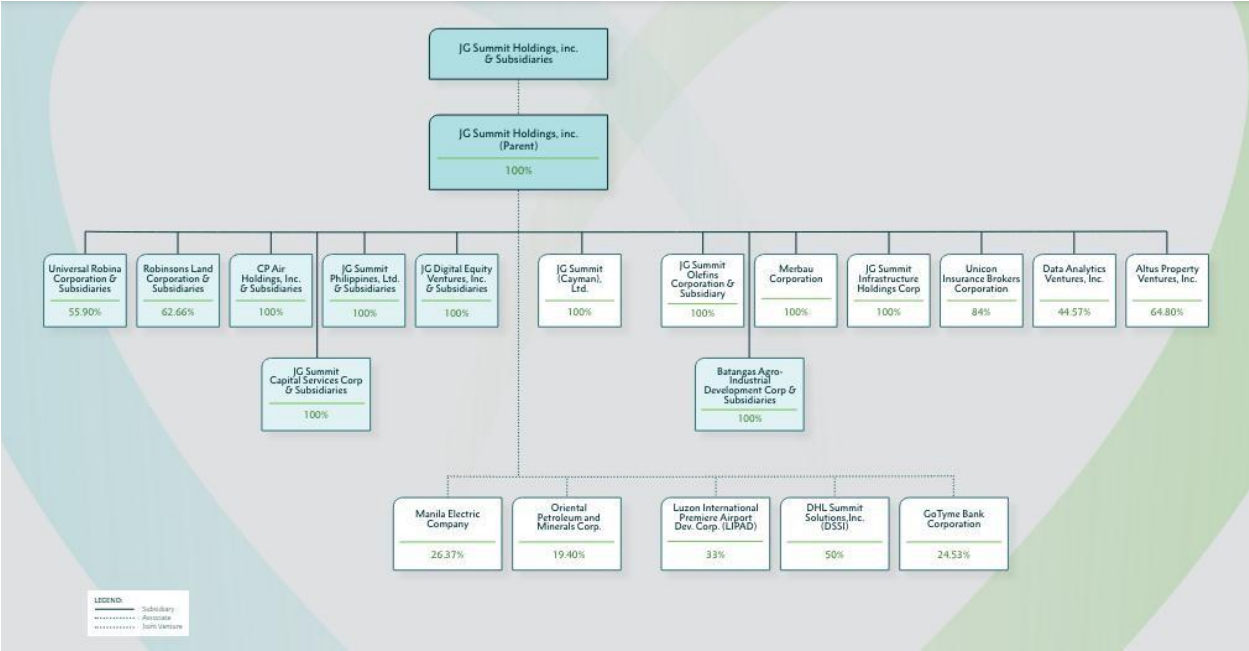 JG Summit Holdings, inc.
& Subsidiaries
JG Summit Holdings, inc.
(Parent)
100%
Universal Robina
Corporation &
Subsidiaries
55.90%
Robinsons Land
Corporation &
Subsidiaries
62.66%
CP Air
Holdings, Inc.
& Subsidiaries
100%
JG Summit
Philippines, Ltd.
& Subsidiaries
100%
JG Digital Equity
Ventures, Inc.
& Subsidiaries
100%
JG Summit
(Cayman),
Ltd.
100%
JG Summit
Olefins
Corporation &
Subsidiary
100%
Merbau
Corporation
100%
JG Summit
Infrastructure
Holdings Corp
100%
Unicon
Insurance Brokers
Corporation
84%
Data Analytics
Ventures, Inc.
44.57%
Altus Property
Ventures, Inc.
64.80%
JG Summit
Capital Services Corp
& Subsidiaries
100%
Batangas Agro-
Industrial
Development Corp &
Subsidiaries
100%
Manila Electric
Company
26.37%
Oriental
Petroleum and
Minerals Corp.
19.40%
Luzon International
Premiere Airport
Dev. Corp. (LIPAD)
33%
DHL Summit
Solutions,Inc.
(DSSI)
50%
GoTyme Bank
Corporation
24.53%
LEGEND:
Subsidiary
Associate
Joint Venture